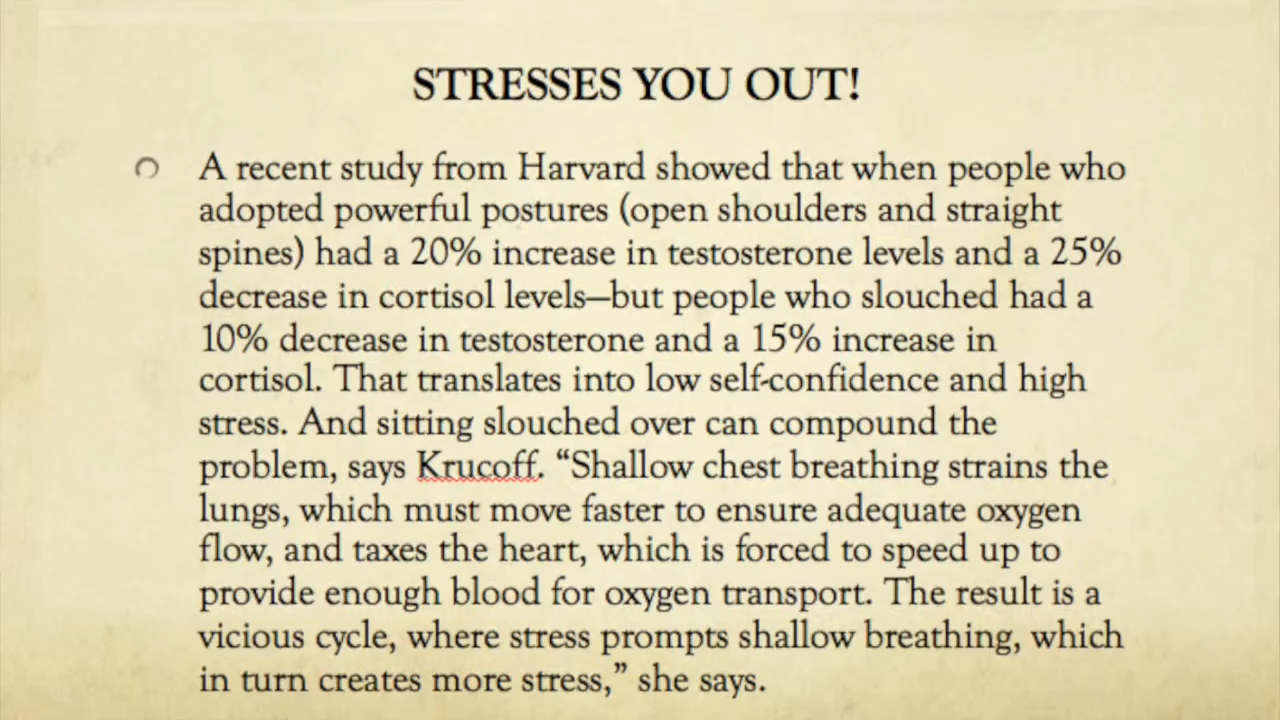 STRESSES YOU OUT!
A recent study from Harvard showed that when people who
adopted powerful postures (open shoulders and straight
spines) had a 20% increase in testosterone levels and a 25%
decrease in cortisol levels—but people who slouched had a
10% decrease in testosterone and a 15% increase in
cortisol. That translates into low self-confidence and high
stress. And sitting slouched over can compound the
problem, says Krucoff. “Shallow chest breathing strains the
lungs, which must move faster to ensure adequate oxygen
flow, and taxes the heart, which is forced to speed up to
provide enough blood for oxygen transport. The result is a
vicious cycle, where stress prompts shallow breathing, which
in turn creates more stress,” she says.